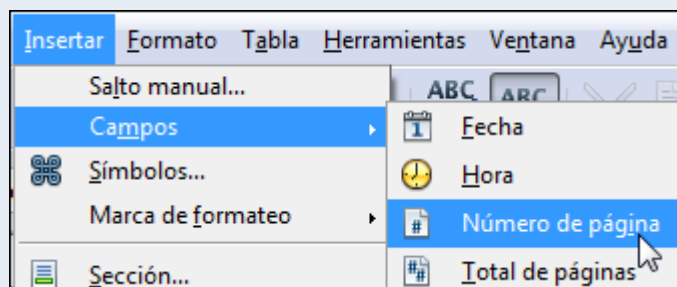 Insertar Formato Tabla Herramientas Ventana Ayuda
Salto manual...
ABC ABC
Campos
Fecha
Símbolos...
Hora
Marca de formateo
Número de página
Sección...
Total de páginas